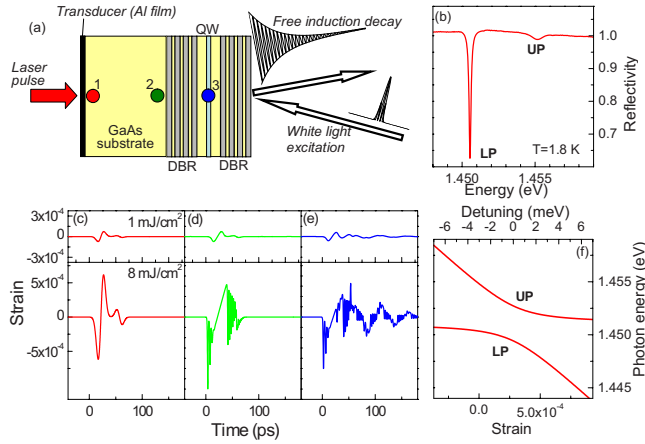 (a)
Transducer (Al film)
Laser
pulse
1
2
3
QW
GaAs
substrate
DBR
DBR
Free induction decay
White light
excitation
(b)
UP
LP
T=1.8 K
1.0
0.9
0.8
0.7
Reflectivity
1.450
1.455
Energy (eV)
(c)
(d)
(e)
1 mJ/cm²
8 mJ/cm²
3x10⁻⁴
0
-3x10⁻⁴
5x10⁻⁴
0
-5x10⁻⁴
Strain
0
100
0
100
0
100
Time (ps)
Detuning (meV)
-6
-4
-2
0
2
4
6
(f)
UP
LP
1.455
1.450
1.445
Photon energy (eV)
0.0
5.0x10⁻⁴
Strain